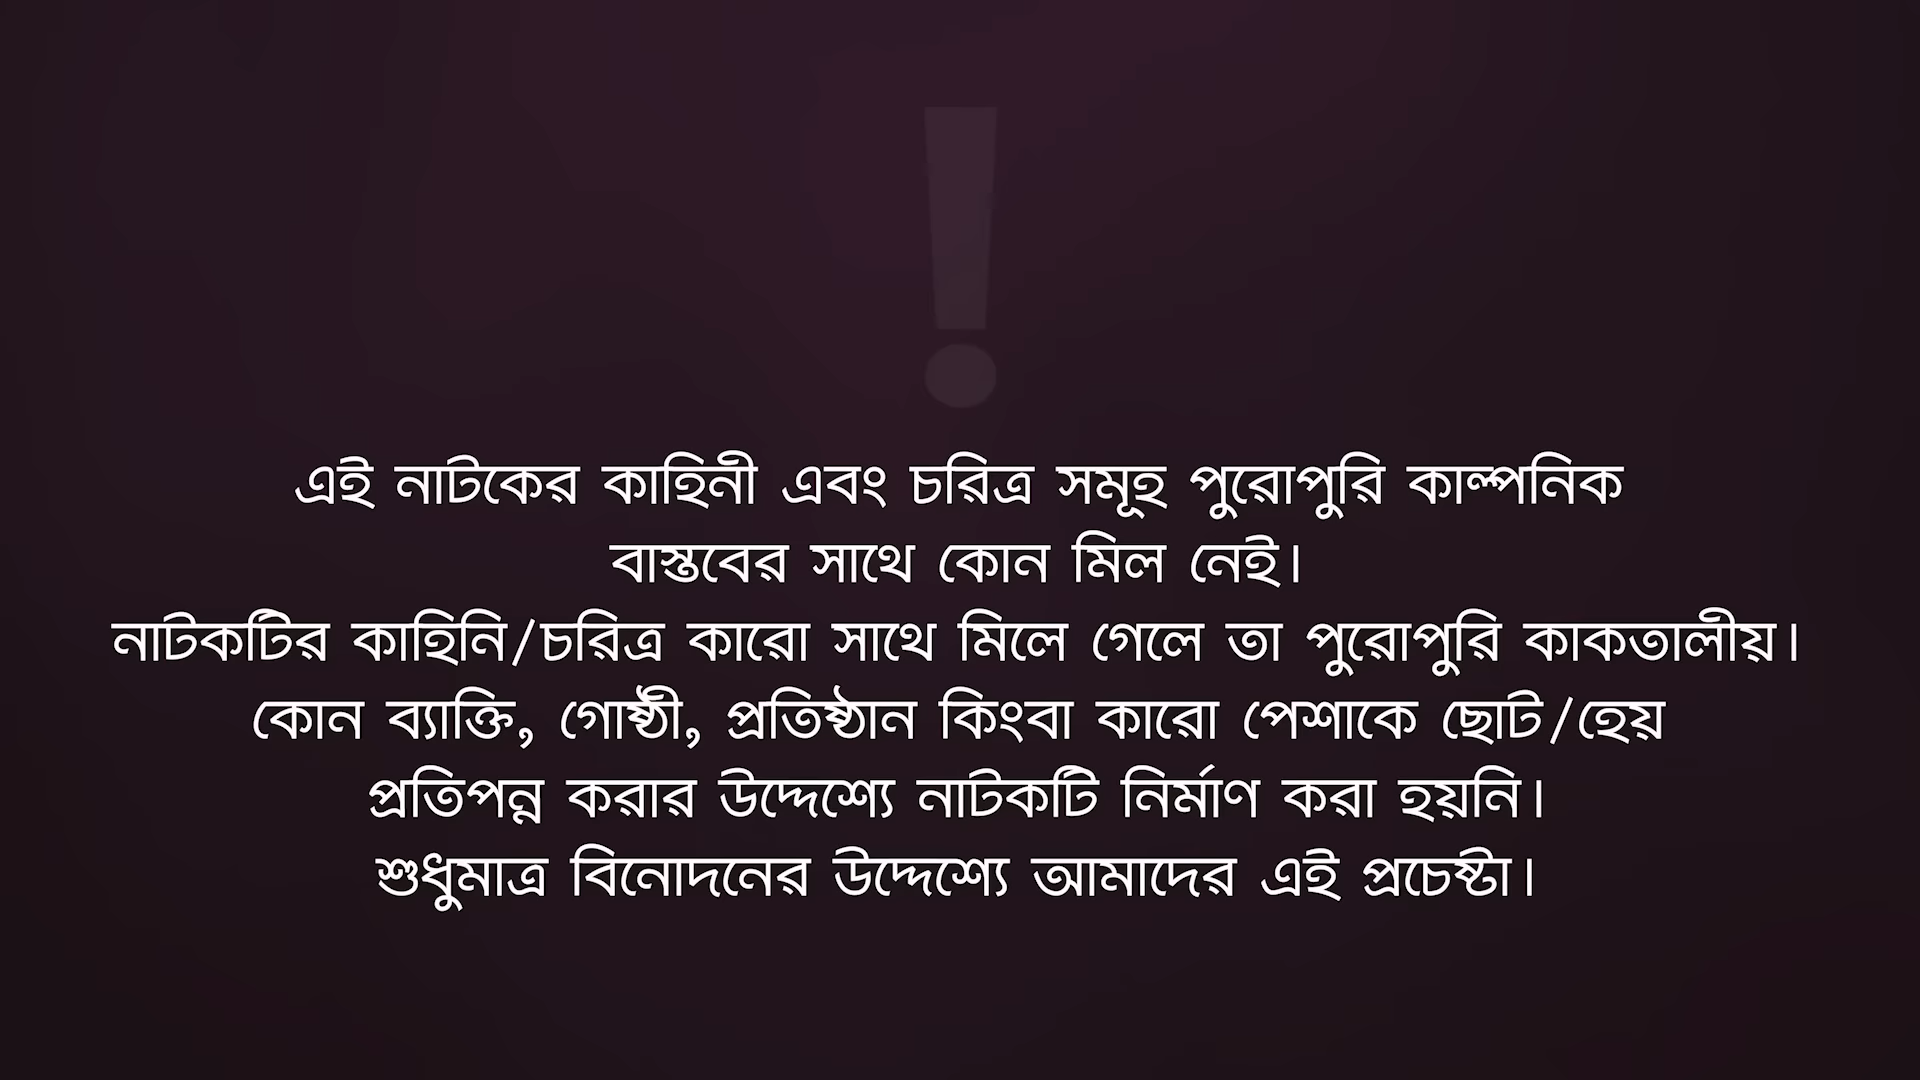 এই নাটকের কাহিনী এবং চরিত্র সমূহ পুরোপুরি কাল্পনিক
বাস্তবের সাথে কোন মিল নেই।
নাটকটির কাহিনি/চরিত্র কারো সাথে মিলে গেলে তা পুরোপুরি কাকতালীয়।
কোন ব্যাক্তি, গোষ্ঠী, প্রতিষ্ঠান কিংবা কারো পেশাকে ছোট/হেয়
প্রতিপন্ন করার উদ্দেশ্যে নাটকটি নির্মাণ করা হয়নি।
শুধুমাত্র বিনোদনের উদ্দেশ্যে আমাদের এই প্রচেষ্টা।